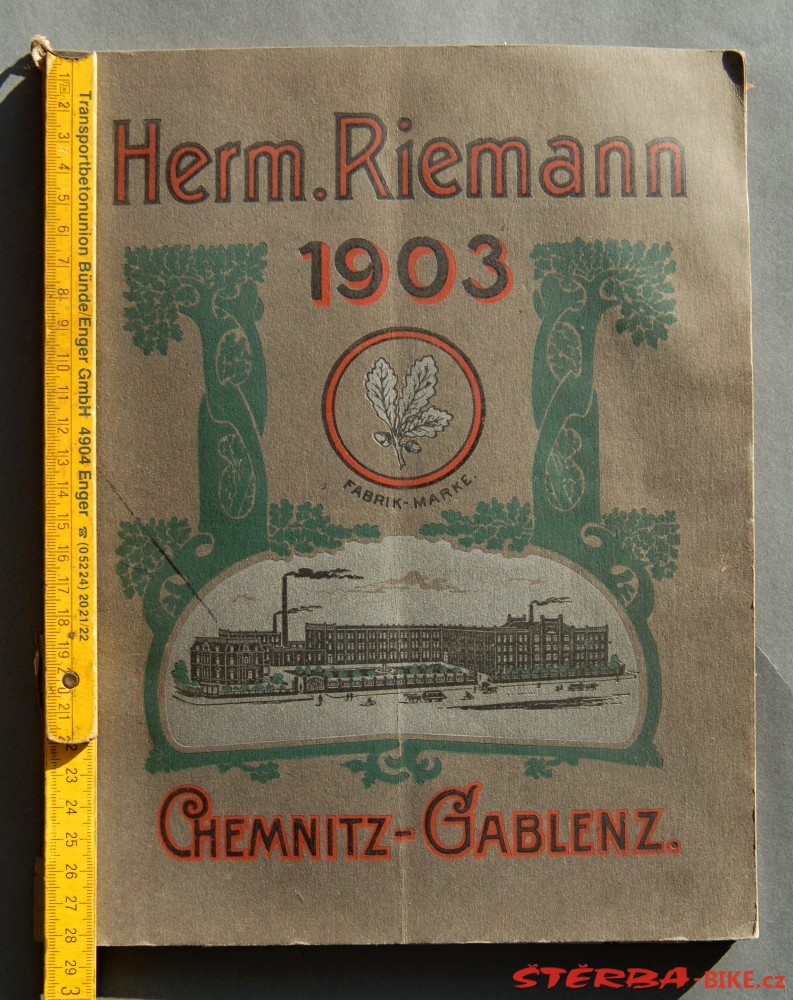 Herm. Riemann
1903
FABRIK-MARKE.
CHEMNITZ-GABLENZ.
Transportbetonunion Bünde/Enger GmbH 4904 Enger ☎ (05224) 2021/22
1 2 3 4 5 6 7 8 9 10 11 12 13 14 15 16 17 18 19 20 21 22 23 24 25 26 27 28 29 3
ŠTĚRBA-BIKE.cz